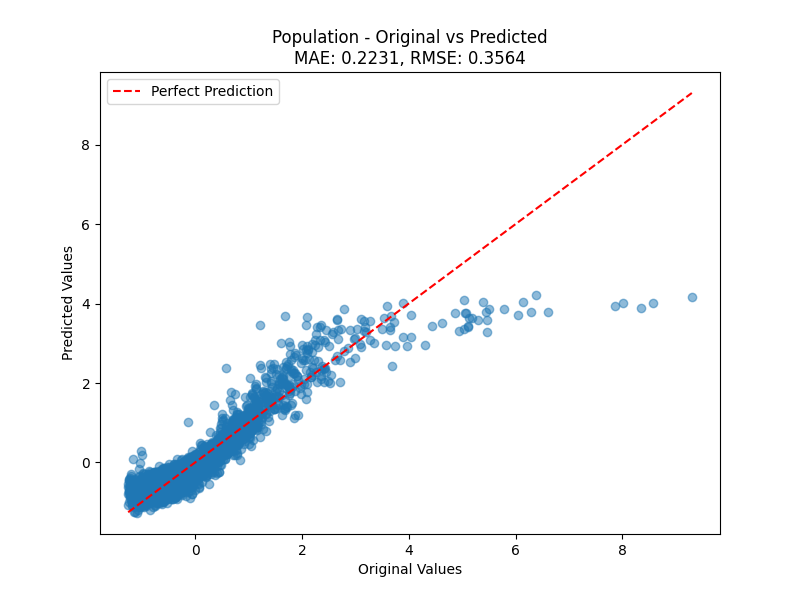 Population - Original vs Predicted
MAE: 0.2231, RMSE: 0.3564
Perfect Prediction
Predicted Values
8
6
4
2
0
0 2 4 6 8
Original Values